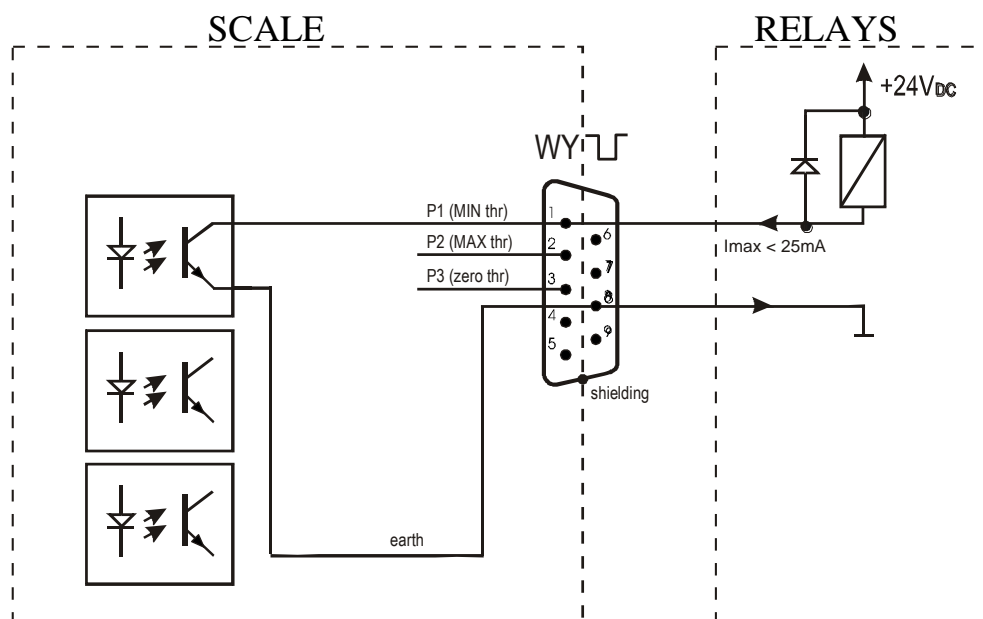 SCALE
RELAYS
+24VDC
WY
P1 (MIN thr)
1
6
Imax < 25mA
P2 (MAX thr)
2
7
P3 (zero thr)
3
8
4
9
5
shielding
earth